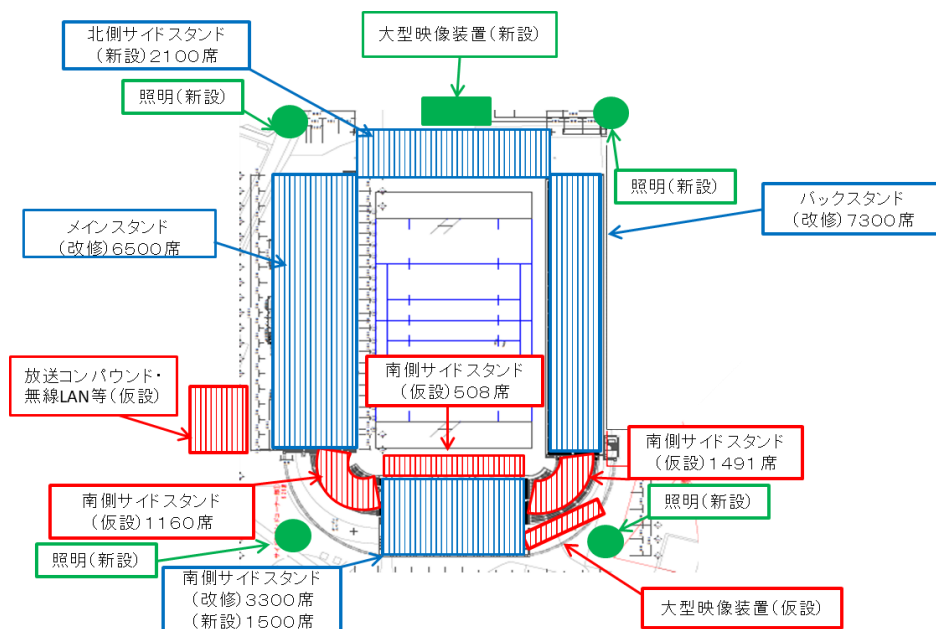 北側サイドスタンド
(新設)2100席
大型映像装置(新設)
照明(新設)
照明(新設)
メインスタンド
(改修)6500席
バックスタンド
(改修)7300席
放送コンパウンド・
無線LAN等(仮設)
南側サイドスタンド
(仮設)508席
南側サイドスタンド
(仮設)1491席
南側サイドスタンド
(仮設)1160席
照明(新設)
照明(新設)
南側サイドスタンド
(改修)3300席
(新設)1500席
大型映像装置(仮設)